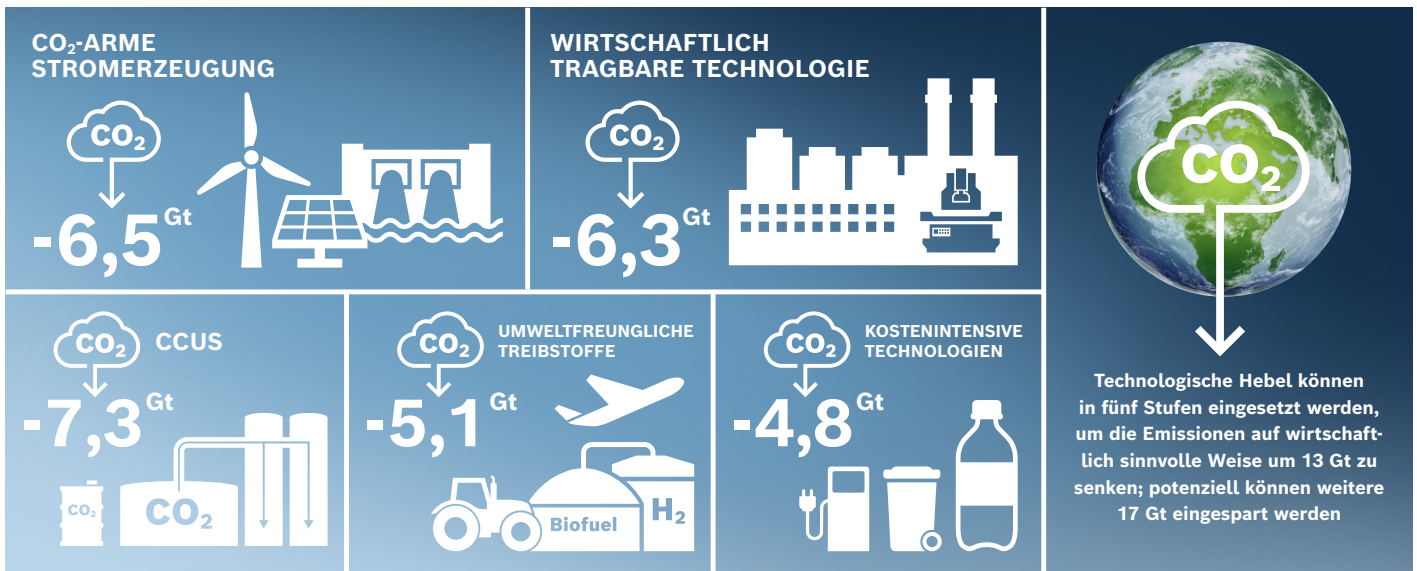 CO₂-ARME
STROMERZEUGUNG
CO₂
-6,5 Gt
WIRTSCHAFTLICH
TRAGBARE TECHNOLOGIE
CO₂
-6,3 Gt
CO₂
CCUS
-7,3 Gt
CO₂
CO₂
CO₂
UMWELTFREUNGLICHE
TREIBSTOFFE
-5,1 Gt
Biofuel
H₂
CO₂
KOSTENINTENSIVE
TECHNOLOGIEN
-4,8 Gt
CO₂
Technologische Hebel können
in fünf Stufen eingesetzt werden,
um die Emissionen auf wirtschaft-
lich sinnvolle Weise um 13 Gt zu
senken; potenziell können weitere
17 Gt eingespart werden